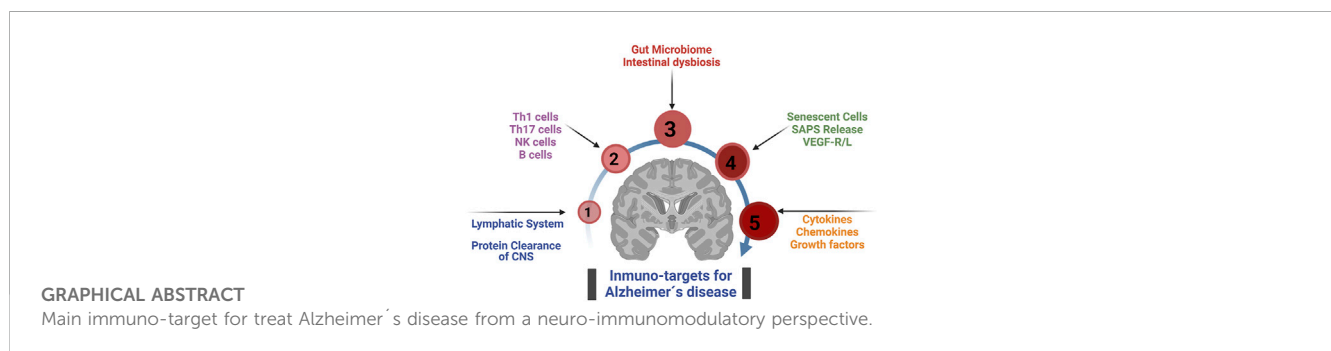 Gut Microbiome
Intestinal dysbiosis
Th1 cells
Th17 cells
NK cells
B cells
Senescent Cells
SAPS Release
VEGF-R/L
3
2
4
1
5
Lymphatic System
Protein Clearance
of CNS
Cytokines
Chemokines
Growth factors
Inmuno-targets for
Alzheimer´s disease
GRAPHICAL ABSTRACT
Main immuno-target for treat Alzheimer´s disease from a neuro-immunomodulatory perspective.